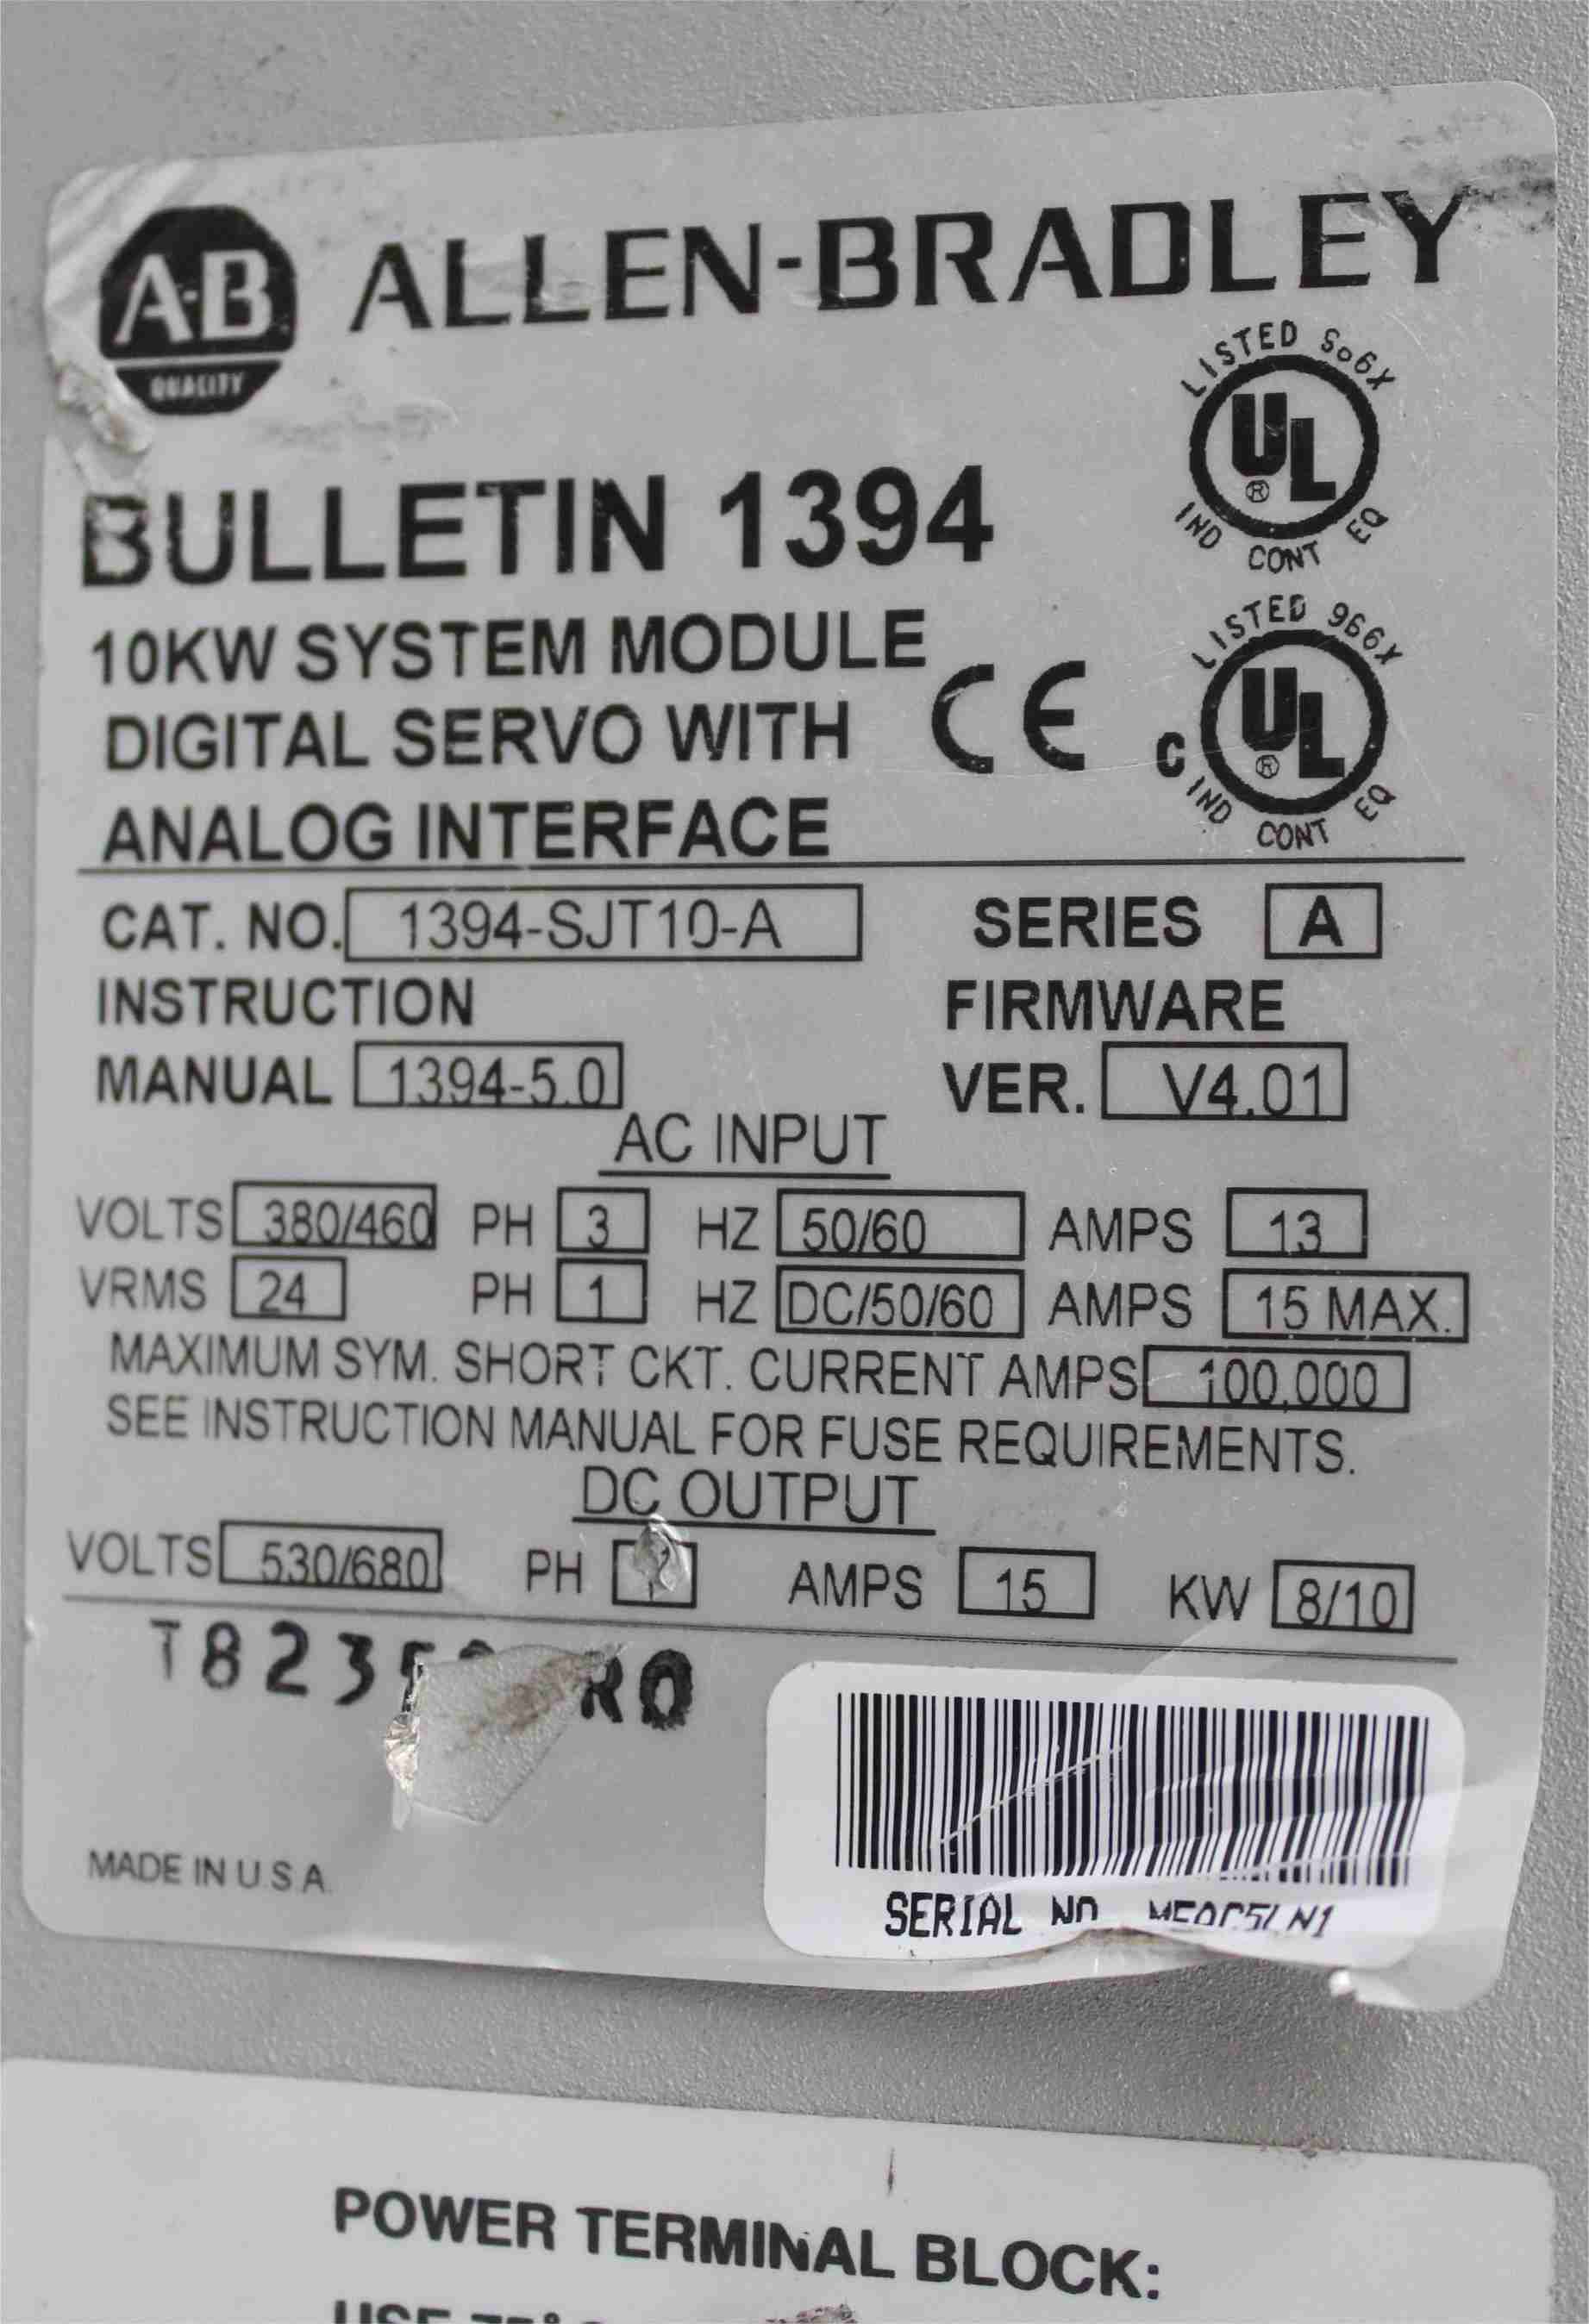 A-B QUALITY ALLEN-BRADLEY
LISTED 506X
UL ®
IND CONT EQ
BULLETIN 1394
10KW SYSTEM MODULE
DIGITAL SERVO WITH
ANALOG INTERFACE
CE
LISTED 966X
C UL ®
IND CONT EQ
CAT. NO. 1394-SJT10-A SERIES A
INSTRUCTION FIRMWARE
MANUAL 1394-5.0 VER. V4.01
AC INPUT
VOLTS 380/460 PH 3 HZ 50/60 AMPS 13
VRMS 24 PH 1 HZ DC/50/60 AMPS 15 MAX.
MAXIMUM SYM. SHORT CKT. CURRENT AMPS 100,000
SEE INSTRUCTION MANUAL FOR FUSE REQUIREMENTS.
DC OUTPUT
VOLTS 530/680 PH AMPS 15 KW 8/10
MADE IN U S A
SERIAL NO
POWER TERMINAL BLOCK: